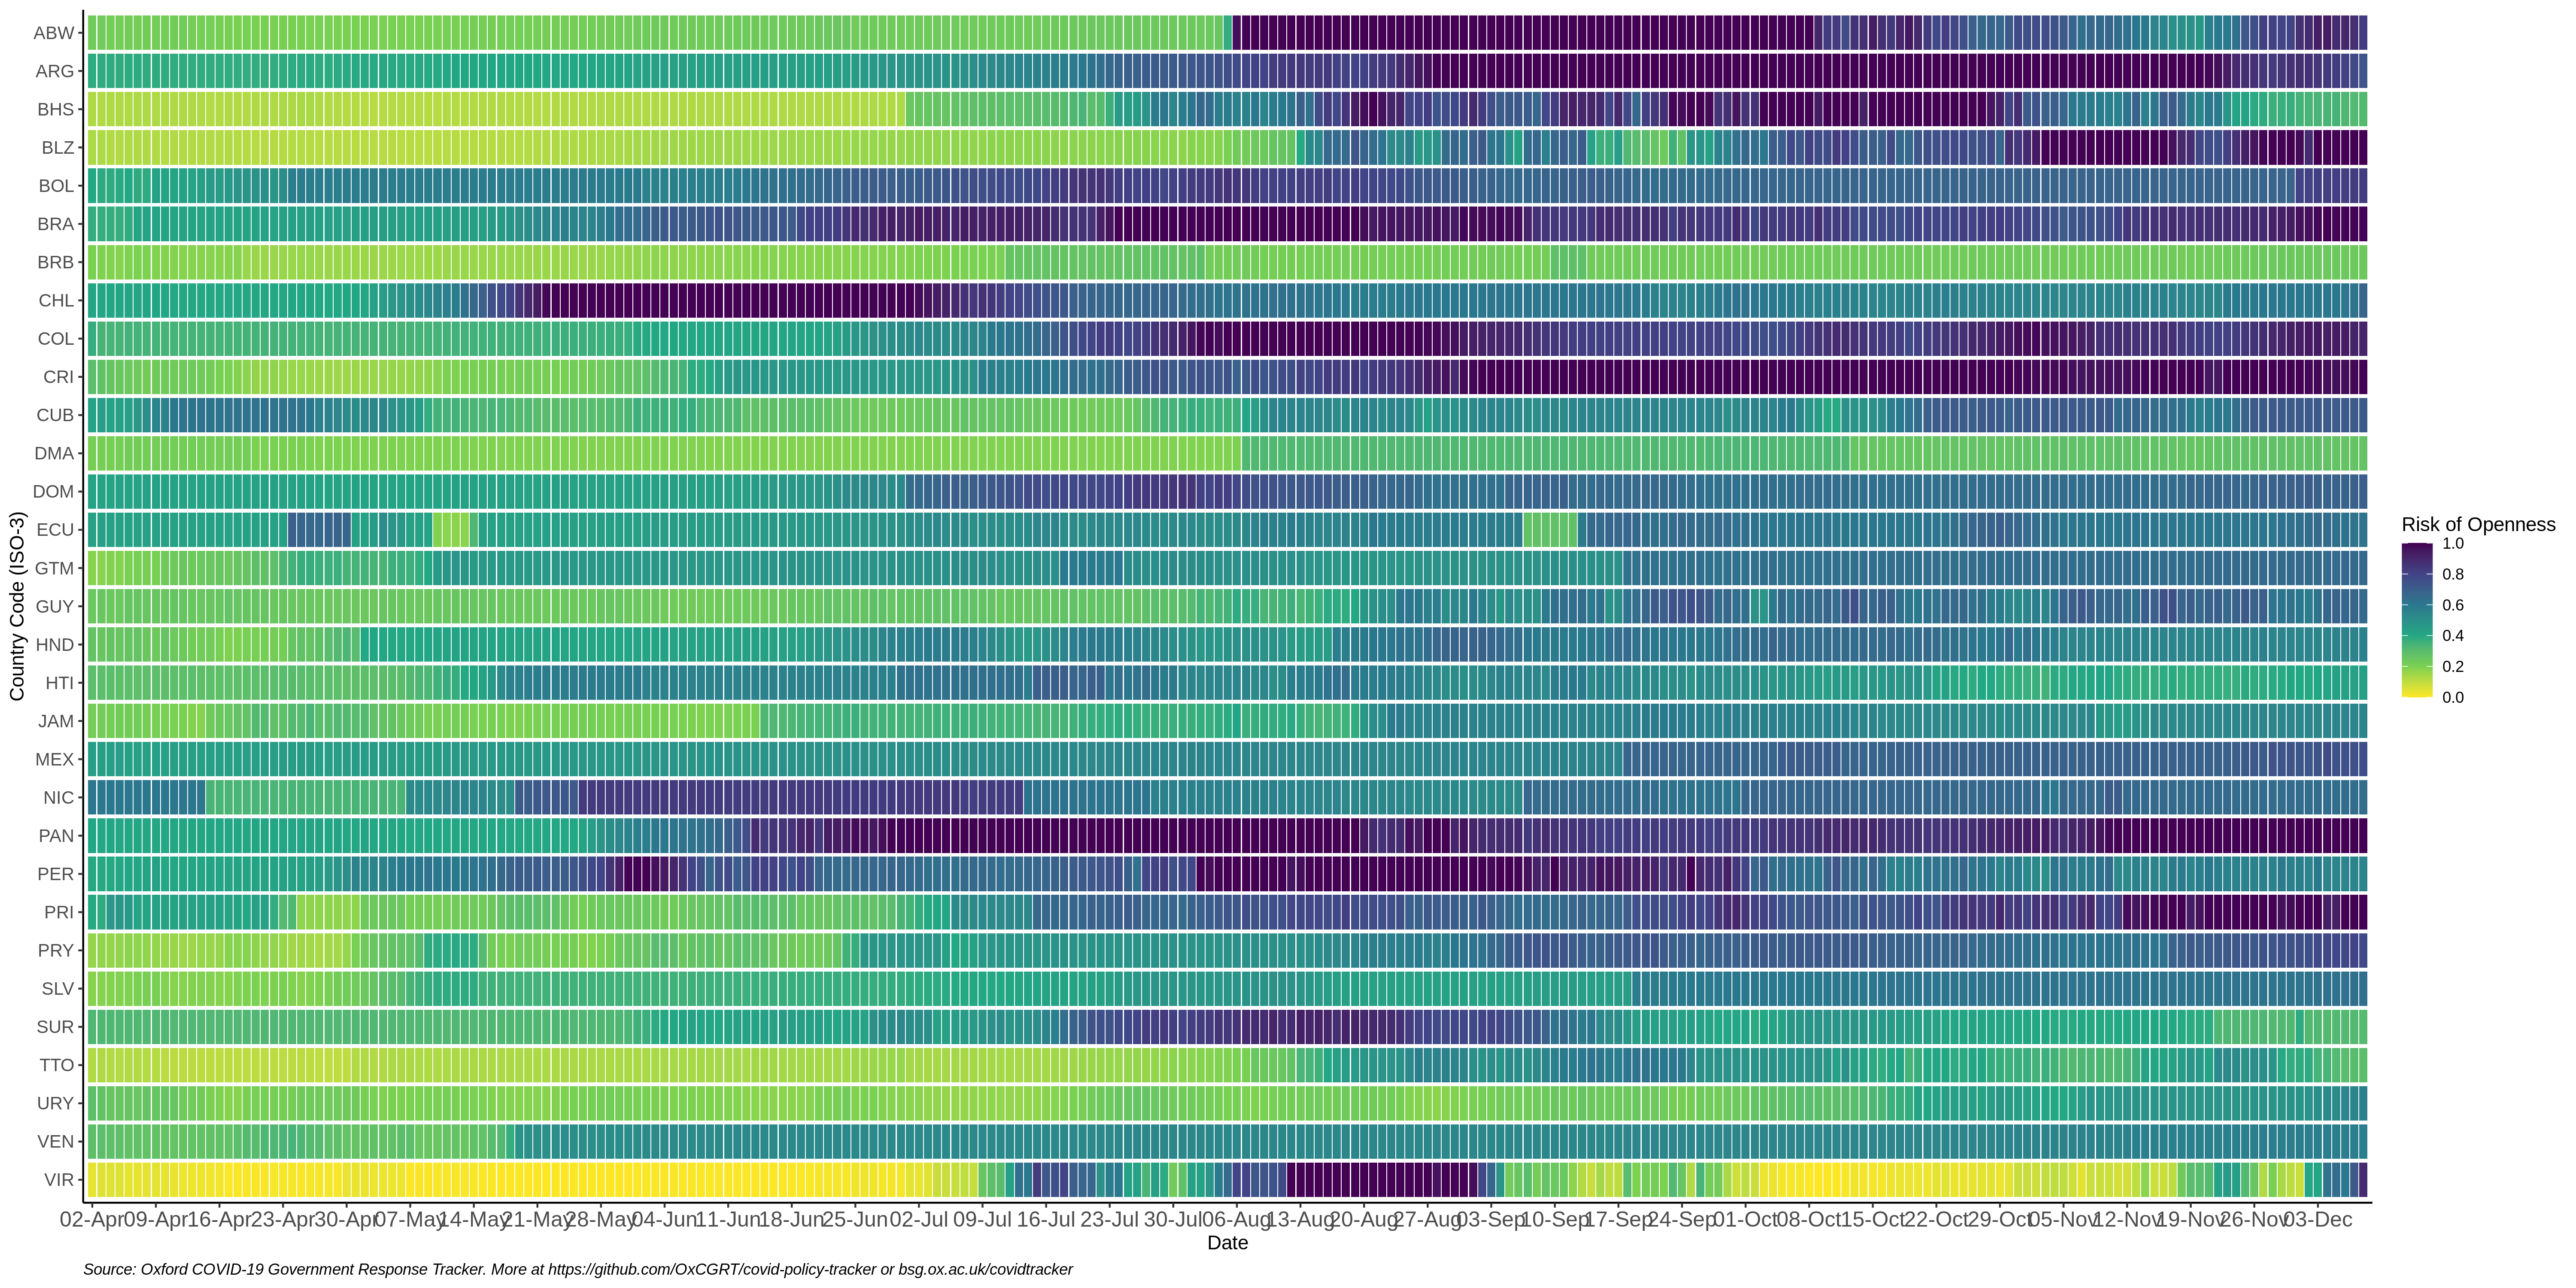 ABW
ARG
BHS
BLZ
BOL
BRA
BRB
CHL
COL
CRI
CUB
DMA
DOM
ECU
GTM
GUY
HND
HTI
JAM
MEX
NIC
PAN
PER
PRI
PRY
SLV
SUR
TTO
URY
VEN
VIR
Country Code (ISO-3)
02-Apr 09-Apr 16-Apr 23-Apr 30-Apr 07-May 14-May 21-May 28-May 04-Jun 11-Jun 18-Jun 25-Jun 02-Jul 09-Jul 16-Jul 23-Jul 30-Jul 06-Aug 13-Aug 20-Aug 27-Aug 03-Sep 10-Sep 17-Sep 24-Sep 01-Oct 08-Oct 15-Oct 22-Oct 29-Oct 05-Nov 12-Nov 19-Nov 26-Nov 03-Dec
Date
Risk of Openness
1.0
0.8
0.6
0.4
0.2
0.0
Source: Oxford COVID-19 Government Response Tracker. More at https://github.com/OxCGRT/covid-policy-tracker or bsg.ox.ac.uk/covidtracker